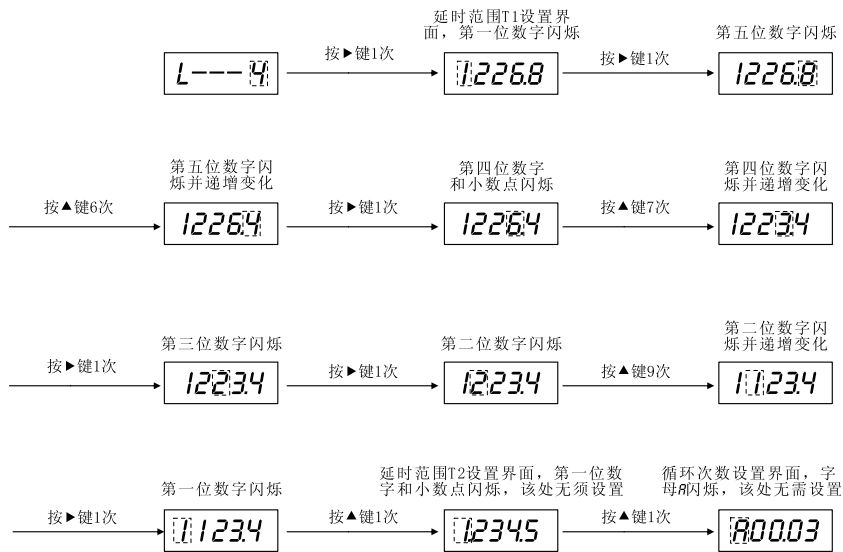 延时范围T1设置界
面，第一位数字闪烁
第五位数字闪烁
按▶键1次
按▶键1次
L---4
1226.8
1226.8
第五位数字闪
烁并递增变化
第四位数字
和小数点闪烁
第四位数字闪
烁并递增变化
按▲键6次
按▶键1次
按▲键7次
1226.4
1226.4
1223.4
第二位数字闪
烁并递增变化
第三位数字闪烁
第二位数字闪烁
按▶键1次
按▶键1次
按▲键9次
1223.4
1223.4
1123.4
第一位数字闪烁
延时范围T2设置界面，第一位数
字和小数点闪烁，该处无须设置
循环次数设置界面，字
母A闪烁，该处无需设置
按▶键1次
按▲键1次
按▲键1次
1123.4
1.234.5
A00.03